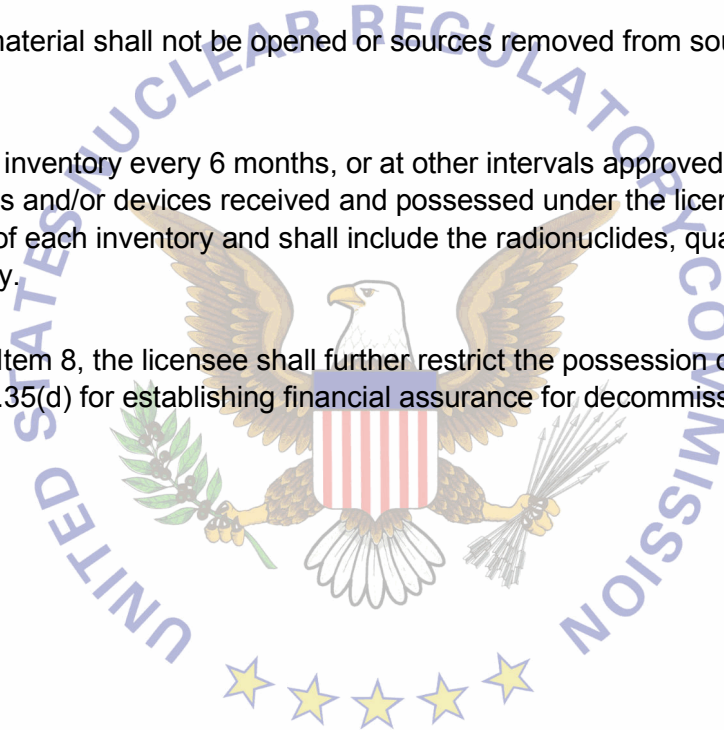 material shall not be opened or sources removed from sou
inventory every 6 months, or at other intervals approved
s and/or devices received and possessed under the licen
of each inventory and shall include the radionuclides, qua
y.
Item 8, the licensee shall further restrict the possession o
.35(d) for establishing financial assurance for decommiss
UNITED STATES NUCLEAR REGULATORY COMMISSION